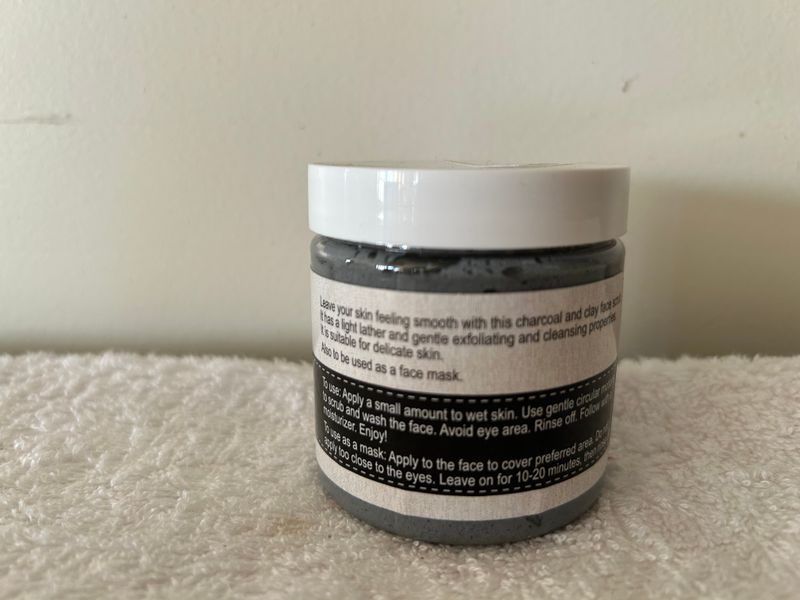 Leave your skin feeling smooth with this charcoal and clay face
It has a light lather and gentle exfoliating and cleansing properties.
It is suitable for delicate skin.
Also to be used as a face mask.
To use: Apply a small amount to wet skin. Use gentle circular
to scrub and wash the face. Avoid eye area. Rinse off. Follow
moisturizer. Enjoy!
To use as a mask: Apply to the face to cover preferred area. Do
apply too close to the eyes. Leave on for 10-20 minutes, then